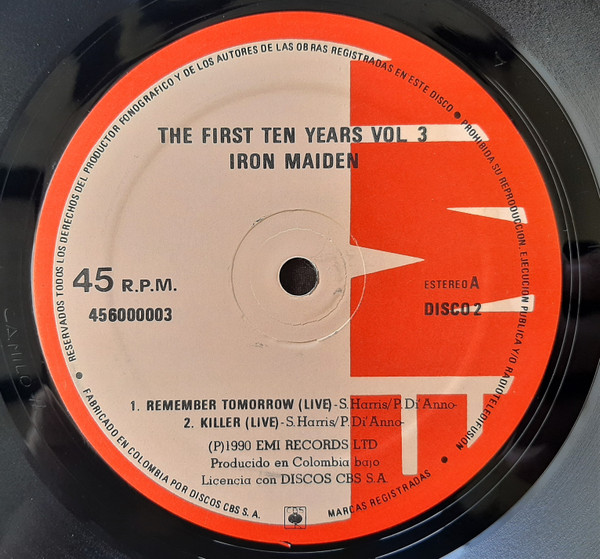 RESERVADOS TODOS LOS DERECHOS DEL PRODUCTOR FONOGRAFICO Y DE LOS AUTORES DE LAS OBRAS REGISTRADAS EN ESTE DISCO • PROHIBIDA SU REPRODUCCION, EJECUCION PUBLICA Y/O RADIOTELEDIFUSION
THE FIRST TEN YEARS VOL 3
IRON MAIDEN
45 R.P.M.
456000003
ESTEREO A
DISCO 2
1. REMEMBER TOMORROW (LIVE)-S.Harris/P.Di'Anno-
2. KILLER (LIVE)-S.Harris/P.Di'Anno-
(P)1990 EMI RECORDS LTD
Producido en Colombia bajo
Licencia con DISCOS CBS S.A.
• FABRICADO EN COLOMBIA POR DISCOS CBS S.A.
CBS
MARCAS REGISTRADAS •